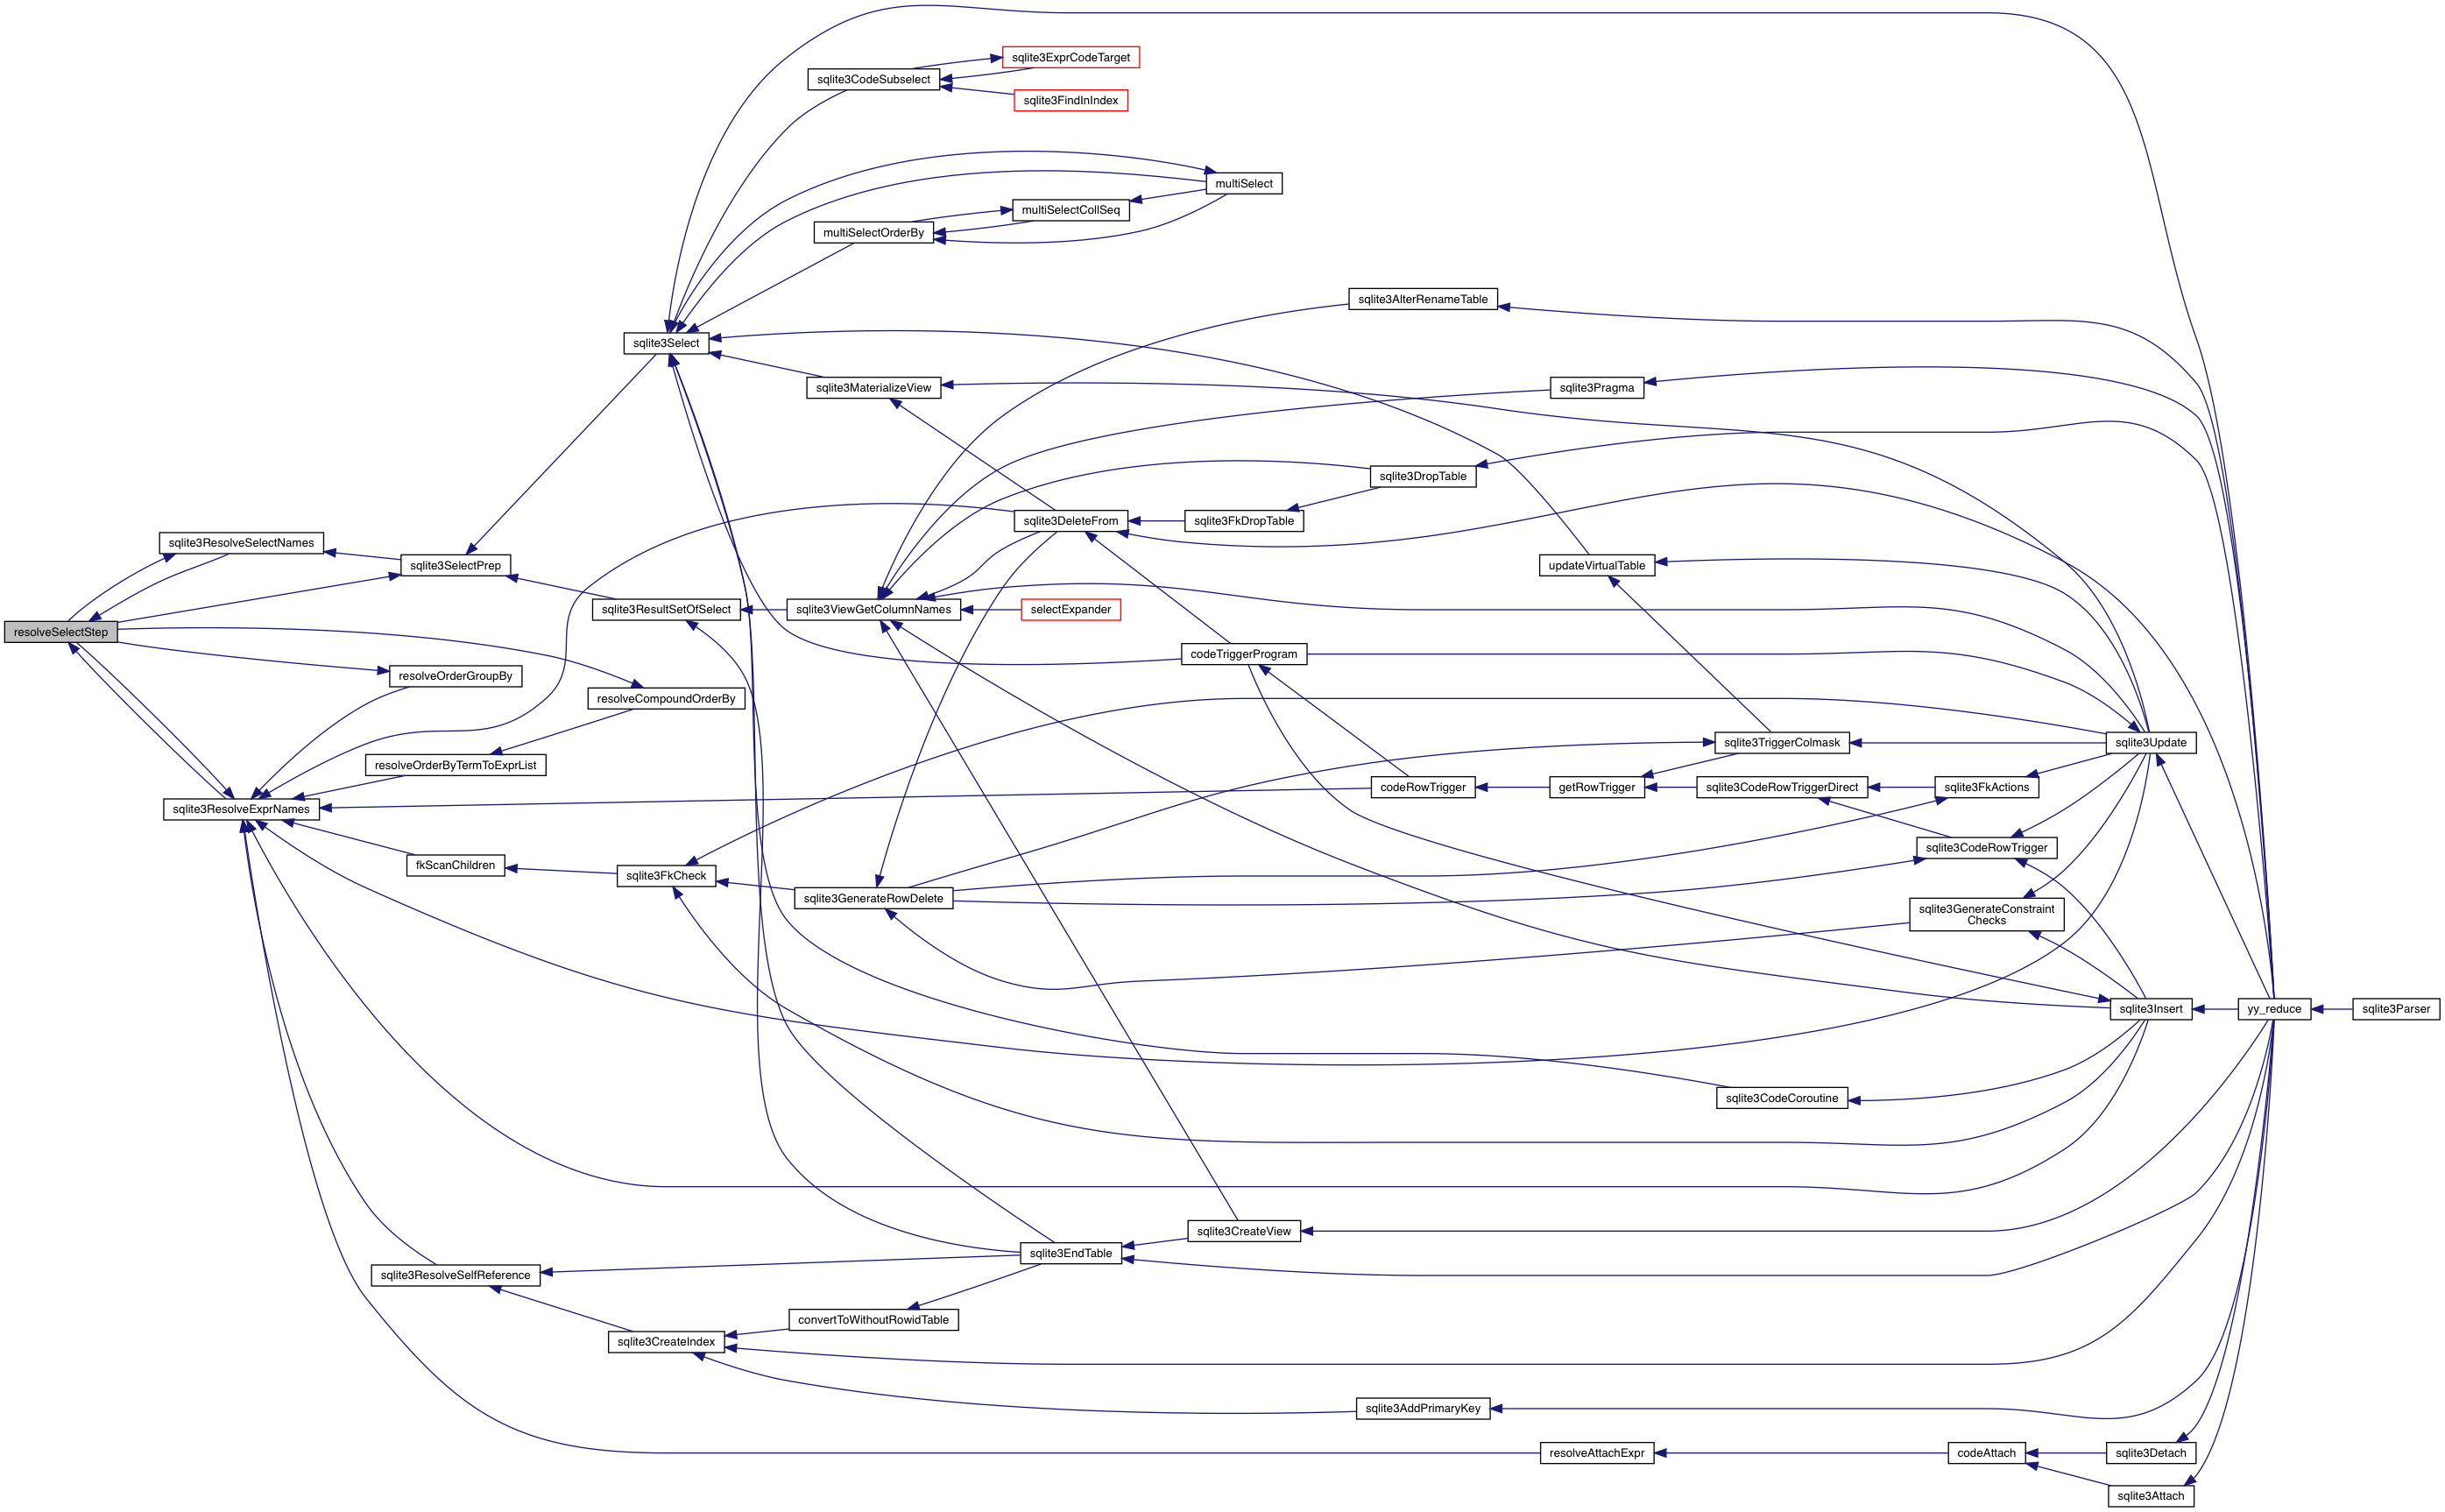 sqlite3ExprCodeTarget
sqlite3CodeSubselect
sqlite3FindInIndex
multiSelect
multiSelectCollSeq
multiSelectOrderBy
sqlite3AlterRenameTable
sqlite3Select
sqlite3MaterializeView
sqlite3Pragma
sqlite3DropTable
sqlite3DeleteFrom
sqlite3FkDropTable
sqlite3ResolveSelectNames
sqlite3SelectPrep
updateVirtualTable
sqlite3ResultSetOfSelect
sqlite3ViewGetColumnNames
selectExpander
resolveSelectStep
codeTriggerProgram
resolveOrderGroupBy
resolveCompoundOrderBy
sqlite3TriggerColmask
sqlite3Update
resolveOrderByTermToExprList
codeRowTrigger
getRowTrigger
sqlite3CodeRowTriggerDirect
sqlite3FkActions
sqlite3ResolveExprNames
sqlite3CodeRowTrigger
fkScanChildren
sqlite3FkCheck
sqlite3GenerateRowDelete
sqlite3GenerateConstraint
Checks
sqlite3Insert
yy_reduce
sqlite3Parser
sqlite3CodeCoroutine
sqlite3CreateView
sqlite3EndTable
sqlite3ResolveSelfReference
convertToWithoutRowidTable
sqlite3CreateIndex
sqlite3AddPrimaryKey
resolveAttachExpr
codeAttach
sqlite3Detach
sqlite3Attach